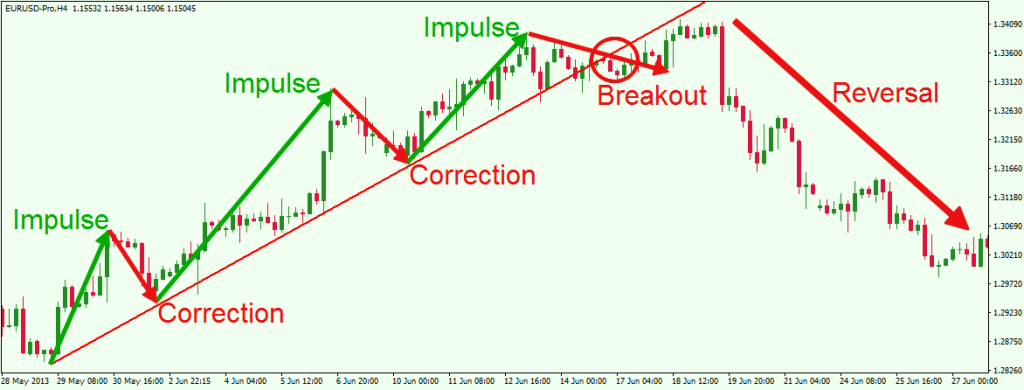 EURUSD-Pro,H4 1.15532 1.15634 1.15006 1.15045
Impulse
Impulse
Impulse
Correction
Correction
Breakout
Reversal
1.34090
1.33600
1.33120
1.32630
1.32150
1.31660
1.31180
1.30690
1.30210
1.29720
1.29230
1.28750
1.28260
28 May 2013
29 May 08:00
30 May 16:00
2 Jun 22:15
4 Jun 04:00
5 Jun 12:00
6 Jun 20:00
10 Jun 00:00
11 Jun 08:00
12 Jun 16:00
14 Jun 00:00
17 Jun 04:00
18 Jun 12:00
19 Jun 20:00
21 Jun 04:00
24 Jun 08:00
25 Jun 16:00
27 Jun 00:00